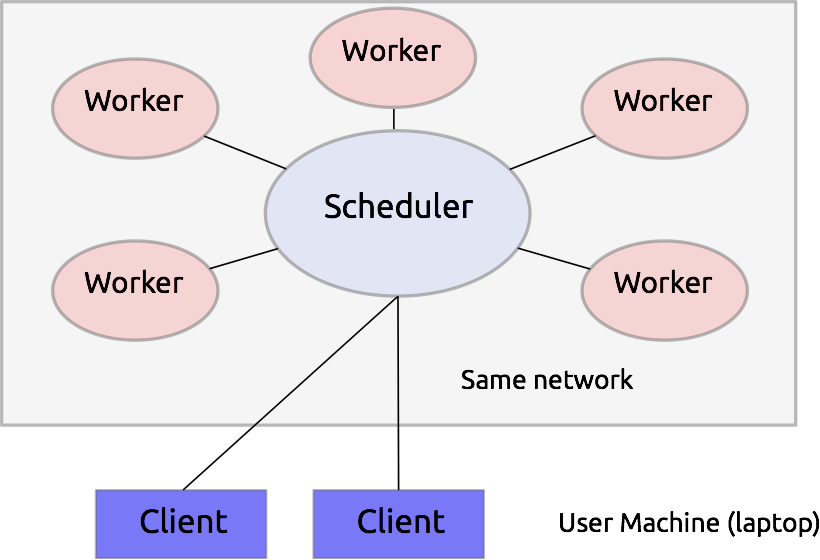 Worker
Worker
Worker
Scheduler
Worker
Worker
Same network
Client
Client
User Machine (laptop)